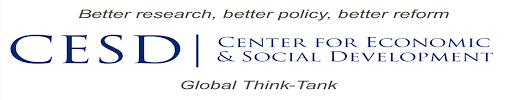 Better research, better policy, better reform
CESD | CENTER FOR ECONOMIC
& SOCIAL DEVELOPMENT
Global Think-Tank